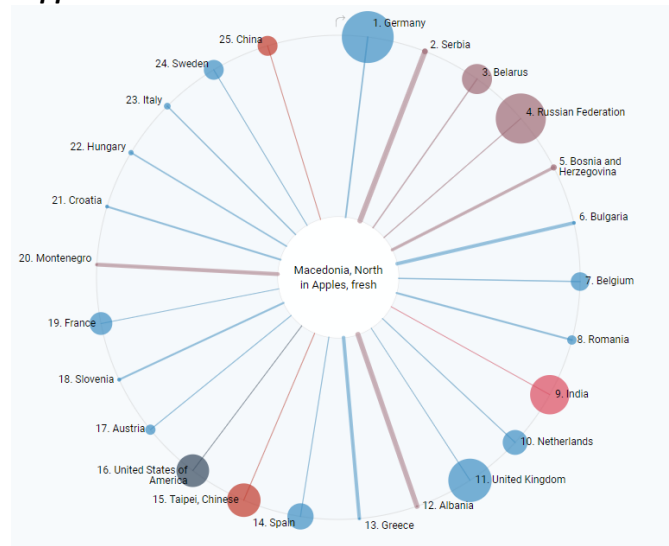 1. Germany
2. Serbia
3. Belarus
4. Russian Federation
5. Bosnia and
Herzegovina
6. Bulgaria
7. Belgium
8. Romania
9. India
10. Netherlands
11. United Kingdom
12. Albania
13. Greece
14. Spain
15. Taipei, Chinese
16. United States of
America
17. Austria
18. Slovenia
19. France
20. Montenegro
21. Croatia
22. Hungary
23. Italy
24. Sweden
25. China
Macedonia, North
in Apples, fresh